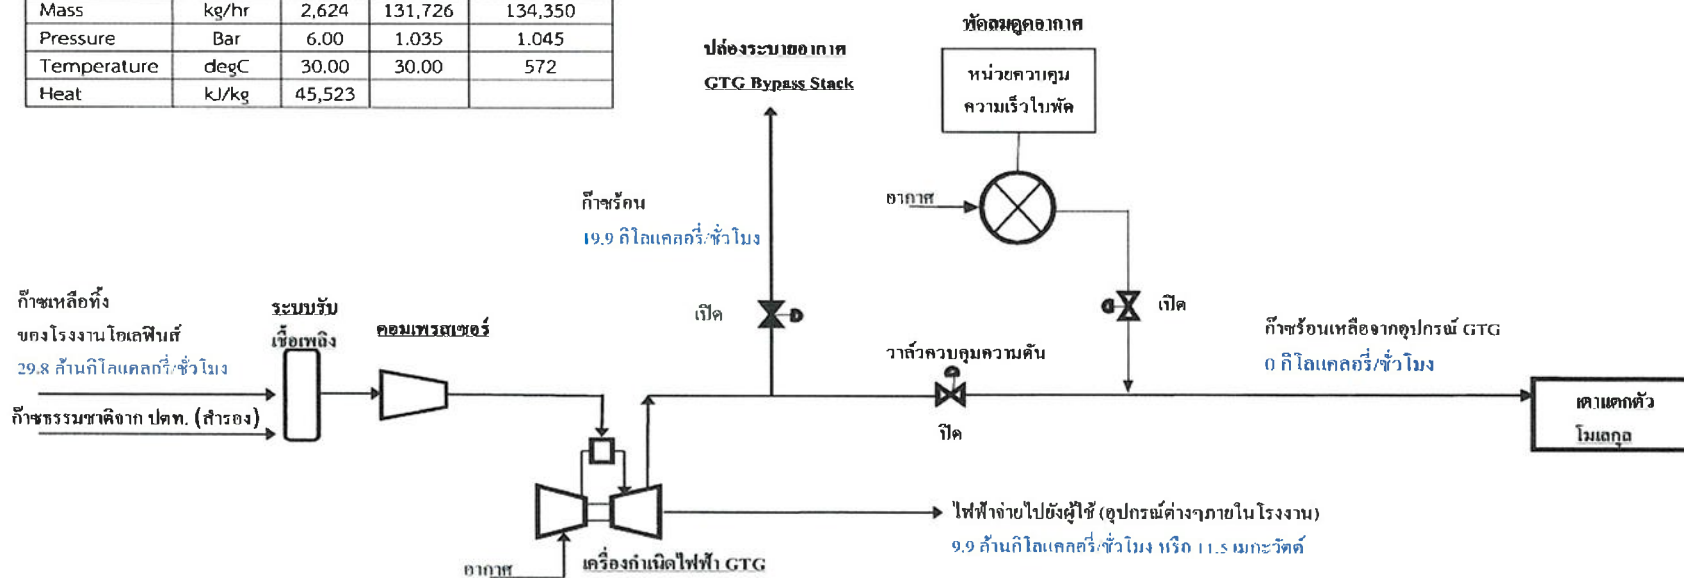 Mass kg/hr 2,624 131,726 134,350
Pressure Bar 6.00 1.035 1.045
Temperature degC 30.00 30.00 572
Heat kJ/kg 45,523
พัดลมดูดอากาศ
ปล่องระบายอากาศ
GTG Bypass Stack
หน่วยควบคุม
ความเร็วใบพัด
ก๊าซร้อน
19.9 กิโลแคลอรี่/ชั่วโมง
อากาศ
ก๊าซเหลือทิ้ง
ของโรงงานโอเลฟินส์
29.8 ล้านกิโลแคลอรี่/ชั่วโมง
ก๊าซธรรมชาติจาก ปตท. (สำรอง)
ระบบรับ
เชื้อเพลิง
คอมเพรสเซอร์
เปิด
เปิด
วาล์วควบคุมความดัน
ปิด
ก๊าซร้อนเหลือจากอุปกรณ์ GTG
0 กิโลแคลอรี่/ชั่วโมง
เตาแตกตัว
โมเลกุล
ไฟฟ้าจ่ายไปยังผู้ใช้ (อุปกรณ์ต่างๆภายในโรงงาน)
9.9 ล้านกิโลแคลอรี่/ชั่วโมง หรือ 11.5 เมกะวัตต์
เครื่องกำเนิดไฟฟ้า GTG
อากาศ